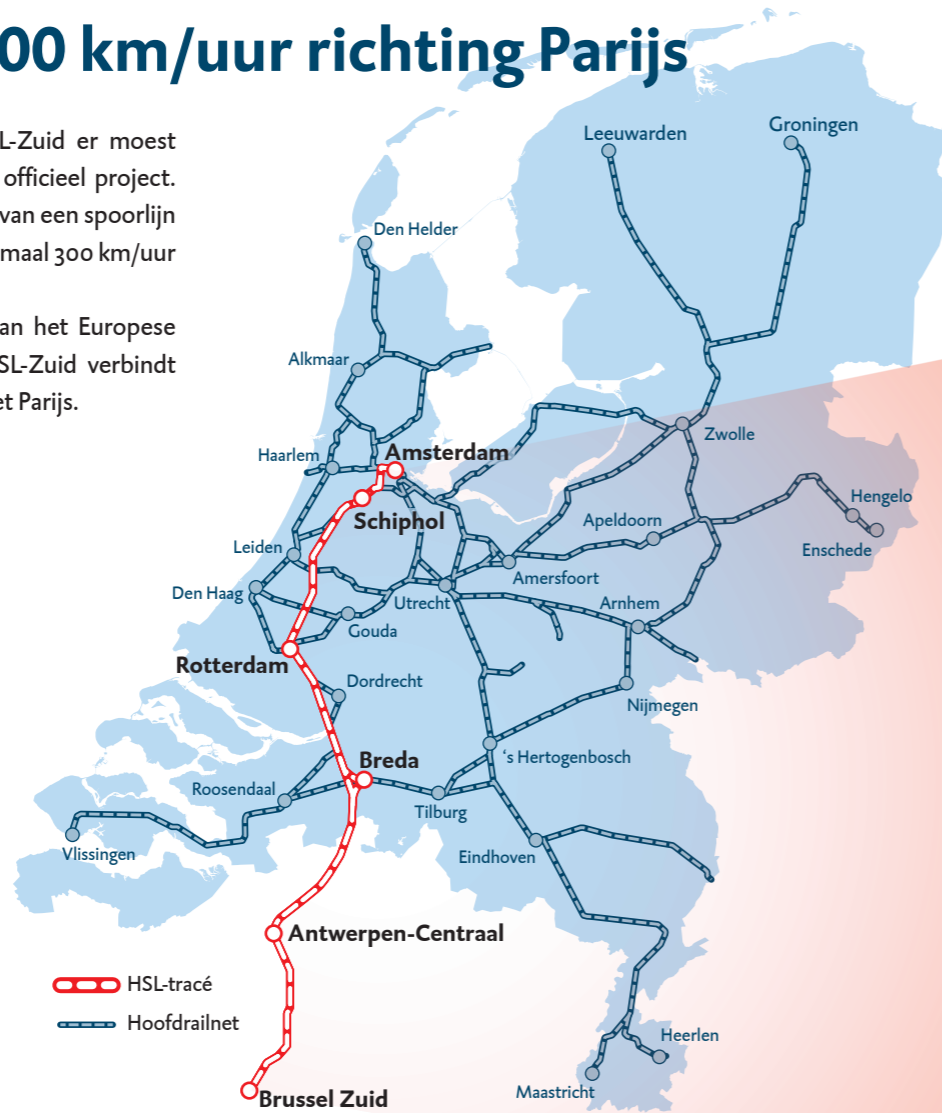 00 km/uur richting Parijs
L-Zuid er moest
officieel project.
van een spoorlijn
maal 300 km/uur
an het Europese
SL-Zuid verbindt
et Parijs.
Leeuwarden
Groningen
Den Helder
Alkmaar
Haarlem
Amsterdam
Zwolle
Schiphol
Hengelo
Apeldoorn
Enschede
Leiden
Amersfoort
Den Haag
Utrecht
Arnhem
Gouda
Rotterdam
Dordrecht
Nijmegen
Breda
's Hertogenbosch
Roosendaal
Tilburg
Vlissingen
Eindhoven
Antwerpen-Centraal
HSL-tracé
Hoofdrailnet
Heerlen
Maastricht
Brussel Zuid